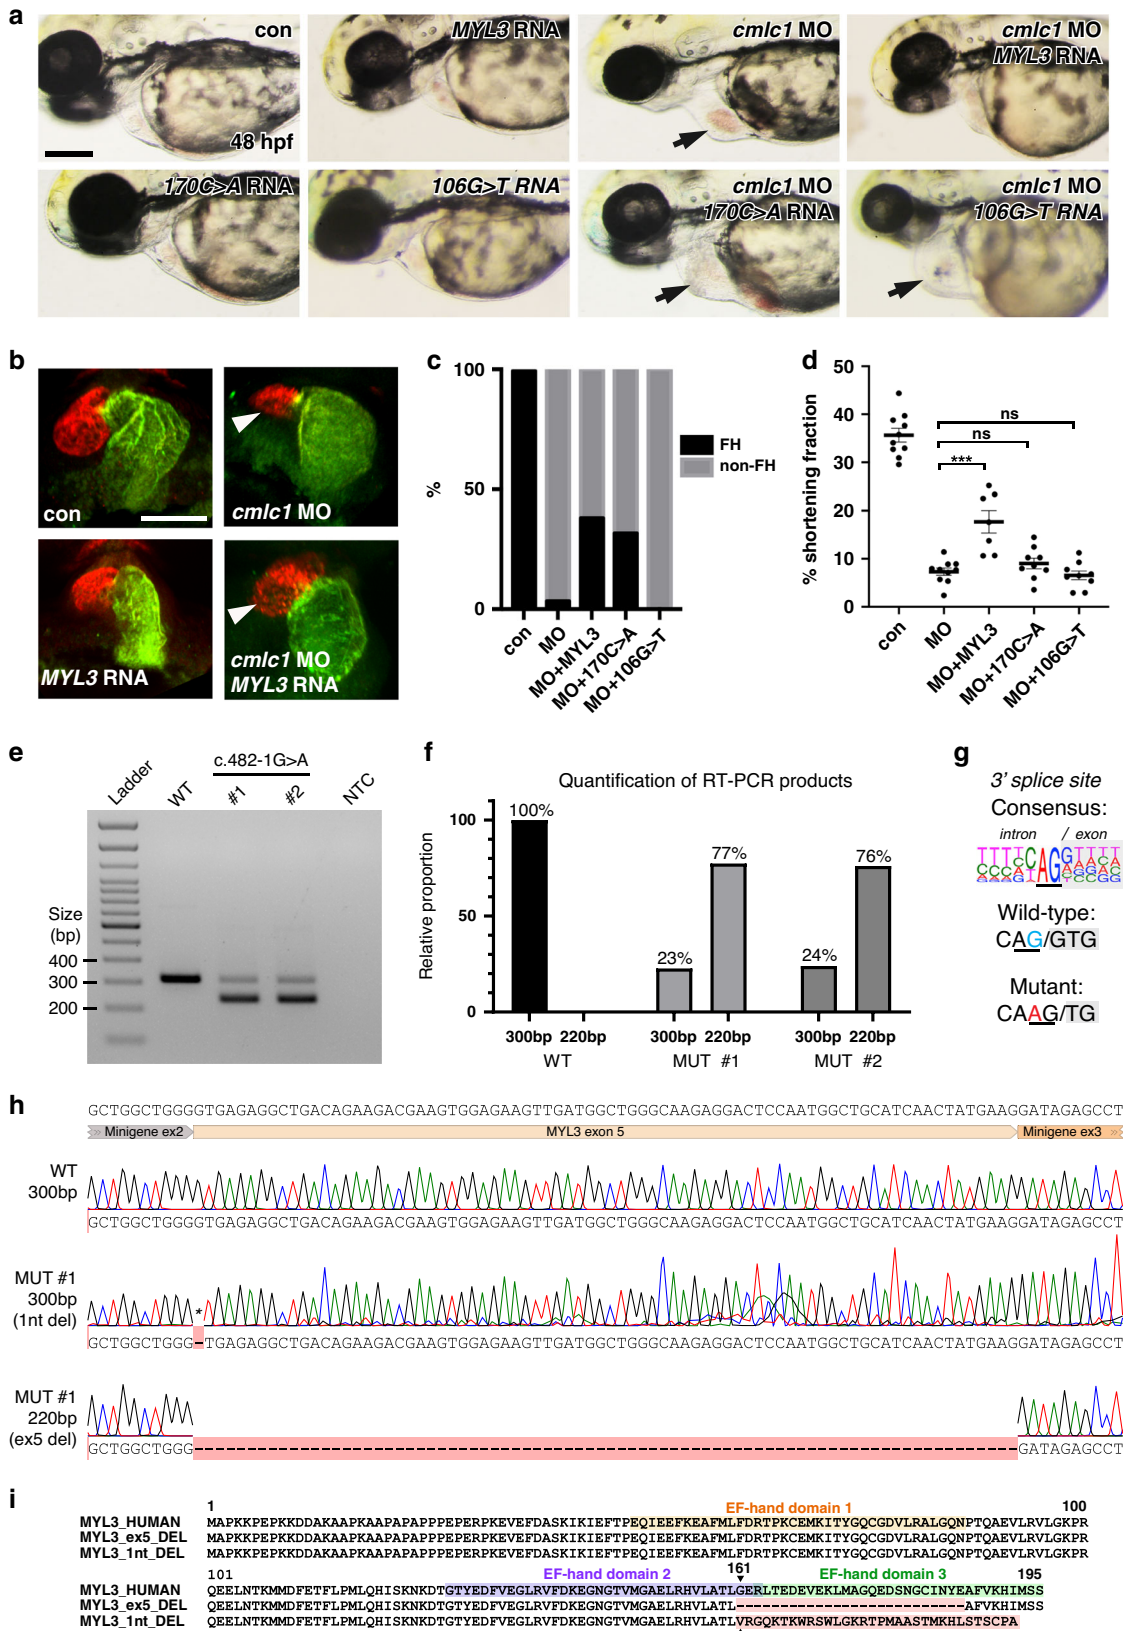 a
con
48 hpf
MYL3 RNA
cmlc1 MO
cmlc1 MO
MYL3 RNA
170C>A RNA
106G>T RNA
cmlc1 MO
170C>A RNA
cmlc1 MO
106G>T RNA
b
con
cmlc1 MO
MYL3 RNA
cmlc1 MO
MYL3 RNA
c
100
50
0
%
FH
non-FH
con
MO
MO+MYL3
MO+170C>A
MO+106G>T
d
50
40
30
20
10
0
% shortening fraction
ns
ns
***
con
MO
MO+MYL3
MO+170C>A
MO+106G>T
e
c.482-1G>A
Ladder
WT
#1
#2
NTC
Size
(bp)
400
300
200
f
Quantification of RT-PCR products
Relative proportion
100
50
0
100%
23%
77%
24%
76%
300bp 220bp
300bp 220bp
300bp 220bp
WT
MUT #1
MUT #2
g
3' splice site
Consensus:
intron / exon
Wild-type:
CAG/GTG
Mutant:
CAAG/TG
h
GCTGGCTGGGGTGAGAGGCTGACAGAAGACGAAGTGGAGAAGTTGATGGCTGGGCAAGAGGACTCCAATGGCTGCATCAACTATGAAGGATAGAGCCT
Minigene ex2
MYL3 exon 5
Minigene ex3
WT
300bp
GCTGGCTGGGGTGAGAGGCTGACAGAAGACGAAGTGGAGAAGTTGATGGCTGGGCAAGAGGACTCCAATGGCTGCATCAACTATGAAGGATAGAGCCT
MUT #1
300bp
(1nt del)
*
GCTGGCTGGG-TGAGAGGCTGACAGAAGACGAAGTGGAGAAGTTGATGGCTGGGCAAGAGGACTCCAATGGCTGCATCAACTATGAAGGATAGAGCCT
MUT #1
220bp
(ex5 del)
GCTGGCTGGG------------------------------------------------------------------------------GATAGAGCCT
i
1
EF-hand domain 1
100
MYL3_HUMAN MAPKKPEPKKDDAKAAPKAAPAPAPPPEPERPKEVEFDASKIKIEFTPEQIEEFKEAFMLFDRTPKCEMKITYGQCGDVLRALGQNPTQAEVLRVLGKPR
MYL3_ex5_DEL MAPKKPEPKKDDAKAAPKAAPAPAPPPEPERPKEVEFDASKIKIEFTPEQIEEFKEAFMLFDRTPKCEMKITYGQCGDVLRALGQNPTQAEVLRVLGKPR
MYL3_1nt_DEL MAPKKPEPKKDDAKAAPKAAPAPAPPPEPERPKEVEFDASKIKIEFTPEQIEEFKEAFMLFDRTPKCEMKITYGQCGDVLRALGQNPTQAEVLRVLGKPR
101
EF-hand domain 2
161
EF-hand domain 3
195
MYL3_HUMAN QEELNTKMMDFETFLPMLQHISKNKDTGTYEDFVEGLRVFDKEGNGTVMGAELRHVLATLGERLTEDEVEKLMAGQEDSNGCINYEAFVKHIMSS
MYL3_ex5_DEL QEELNTKMMDFETFLPMLQHISKNKDTGTYEDFVEGLRVFDKEGNGTVMGAELRHVLATL--------------------------AFVKHIMSS
MYL3_1nt_DEL QEELNTKMMDFETFLPMLQHISKNKDTGTYEDFVEGLRVFDKEGNGTVMGAELRHVLATLVRGQKTKWRSWLGKRTPMAASTMKHLSTSCPA